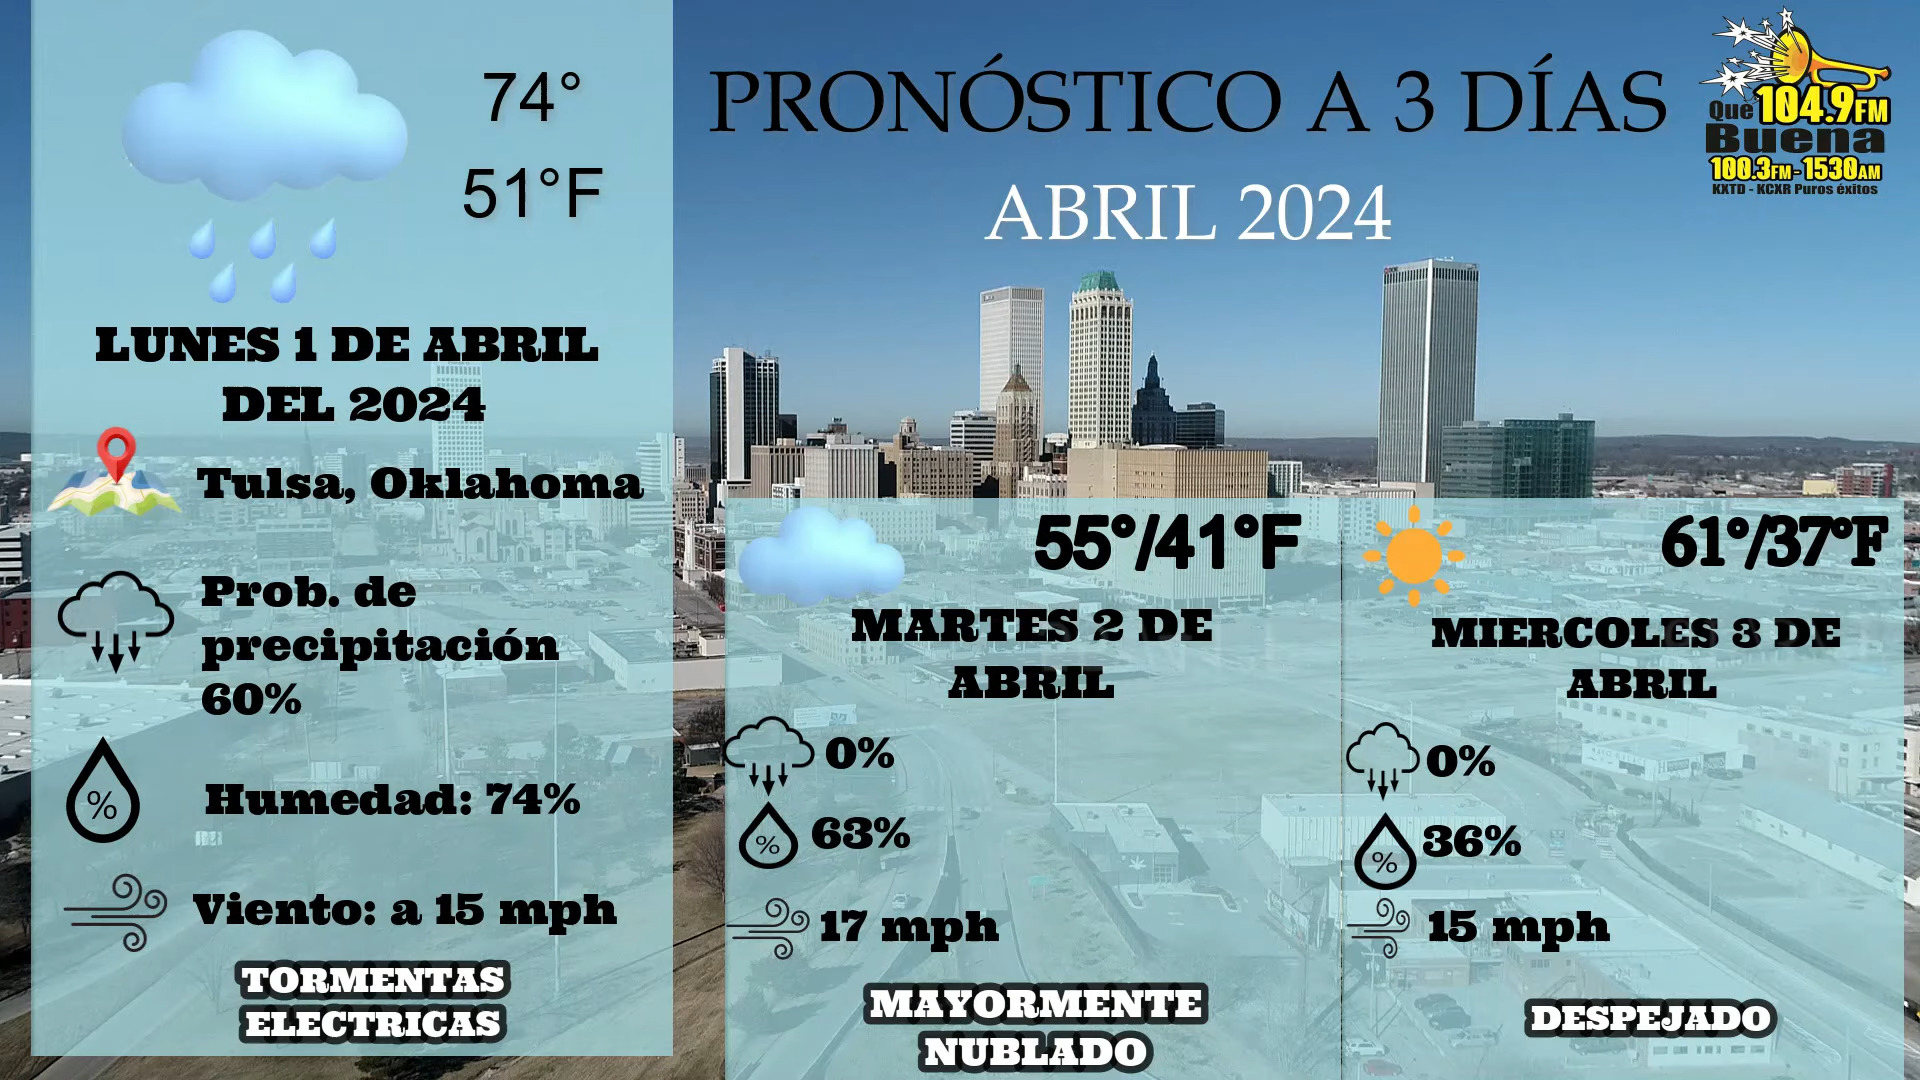 74°
51°F
LUNES 1 DE ABRIL
DEL 2024
Tulsa, Oklahoma
Prob. de
precipitación
60%
%
Humedad: 74%
Viento: a 15 mph
TORMENTAS
ELECTRICAS
PRONÓSTICO A 3 DÍAS
ABRIL 2024
Que 104.9FM
Buena
100.3FM-1530AM
KXTD - KCXR Puros éxitos
55°/41°F
MARTES 2 DE
ABRIL
0%
% 63%
17 mph
MAYORMENTE
NUBLADO
61°/37°F
MIERCOLES 3 DE
ABRIL
0%
% 36%
15 mph
DESPEJADO